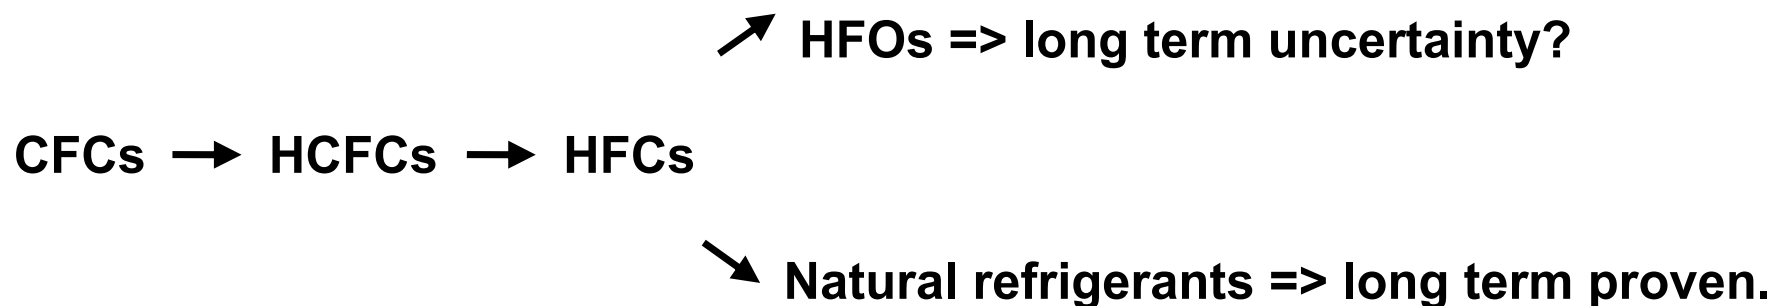 HFOs => long term uncertainty?
CFCs → HCFCs → HFCs
Natural refrigerants => long term proven.